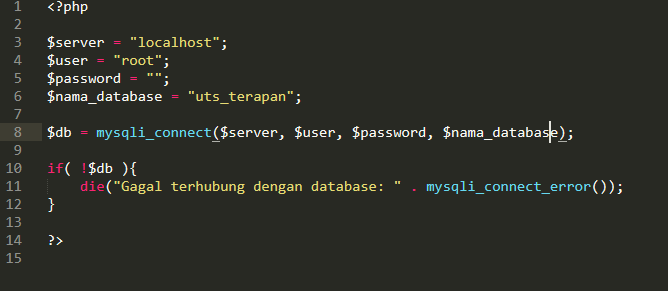 1 <?php
2
3 $server = "localhost";
4 $user = "root";
5 $password = "";
6 $nama_database = "uts_terapan";
7
8 $db = mysqli_connect($server, $user, $password, $nama_database);
9
10 if( !$db ){
11     die("Gagal terhubung dengan database: " . mysqli_connect_error());
12 }
13
14 ?>
15